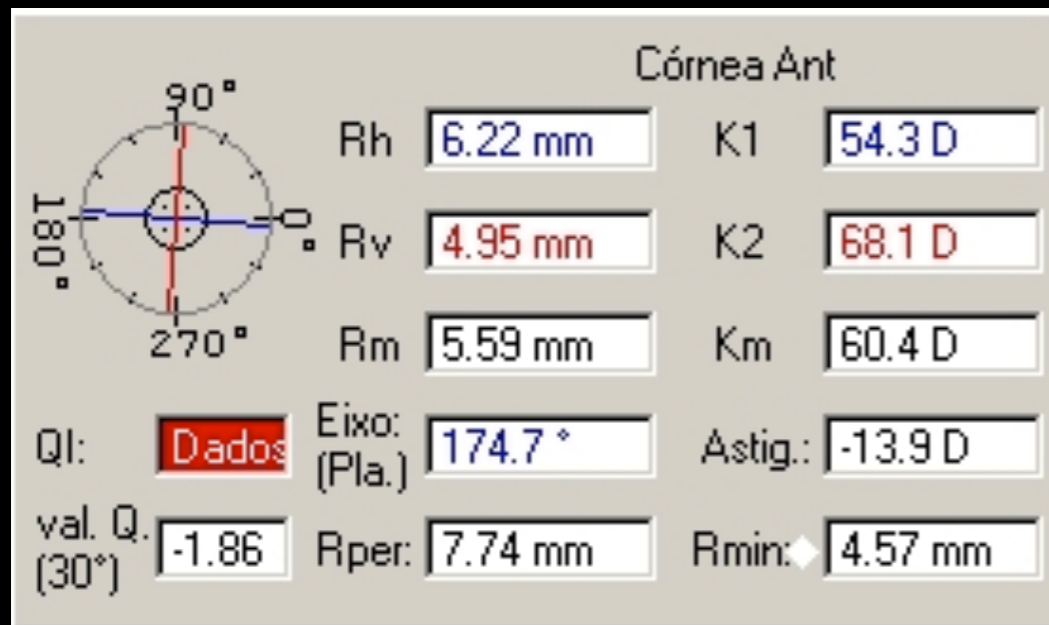 Córnea Ant
90°
180°
0°
270°
Rh 6.22 mm K1 54.3 D
Rv 4.95 mm K2 68.1 D
Rm 5.59 mm Km 60.4 D
QI: Dados Eixo: (Pla.) 174.7 ° Astig.: -13.9 D
val. Q. (30°) -1.86 Rper: 7.74 mm Rmin: 4.57 mm